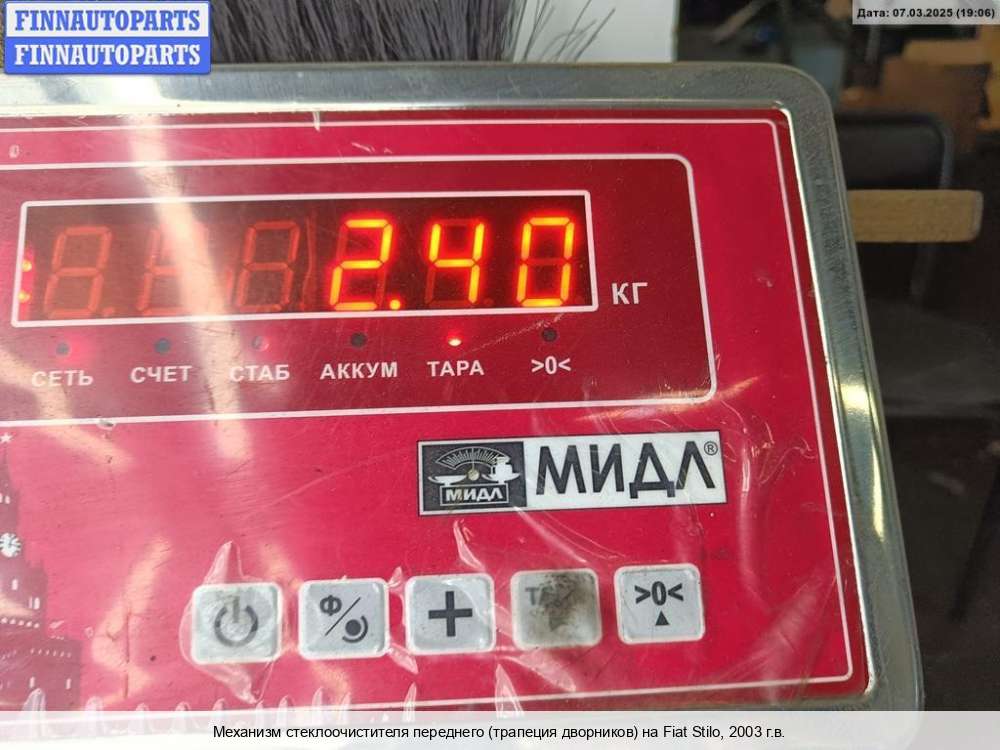 FINNAUTOPARTS
FINNAUTOPARTS
Дата: 07.03.2025 (19:06)
2.40
КГ
СЕТЬ СЧЕТ СТАБ АККУМ ТАРА >0<
МИДЛ МИДЛ®
Ф >0<
Механизм стеклоочистителя переднего (трапеция дворников) на Fiat Stilo, 2003 г.в.